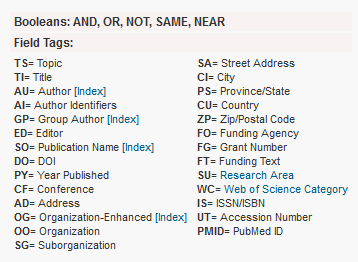 Booleans: AND, OR, NOT, SAME, NEAR
Field Tags:
TS= Topic
TI= Title
AU= Author [Index]
AI= Author Identifiers
GP= Group Author [Index]
ED= Editor
SO= Publication Name [Index]
DO= DOI
PY= Year Published
CF= Conference
AD= Address
OG= Organization-Enhanced [Index]
OO= Organization
SG= Suborganization
SA= Street Address
CI= City
PS= Province/State
CU= Country
ZP= Zip/Postal Code
FO= Funding Agency
FG= Grant Number
FT= Funding Text
SU= Research Area
WC= Web of Science Category
IS= ISSN/ISBN
UT= Accession Number
PMID= PubMed ID